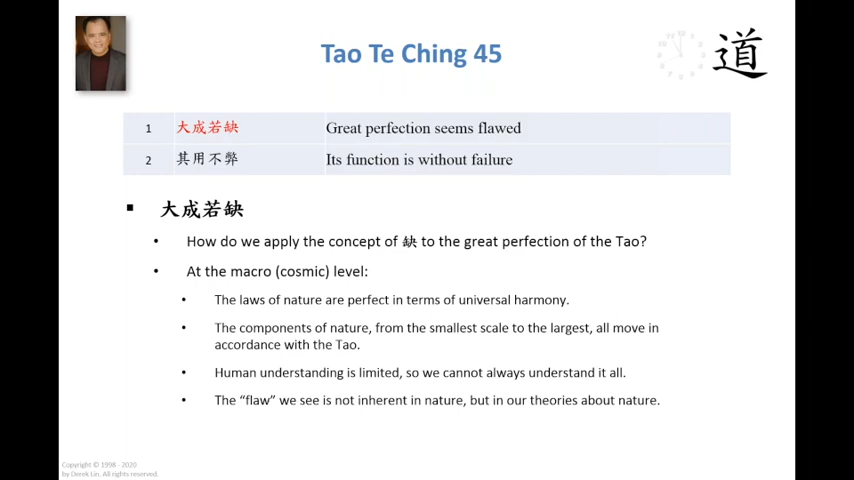 Tao Te Ching 45
道
1 大成若缺 Great perfection seems flawed
2 其用不弊 Its function is without failure
▪ 大成若缺
• How do we apply the concept of 缺 to the great perfection of the Tao?
• At the macro (cosmic) level:
• The laws of nature are perfect in terms of universal harmony.
• The components of nature, from the smallest scale to the largest, all move in
accordance with the Tao.
• Human understanding is limited, so we cannot always understand it all.
• The “flaw” we see is not inherent in nature, but in our theories about nature.
Copyright © 1998 - 2020
by Derek Lin. All rights reserved.